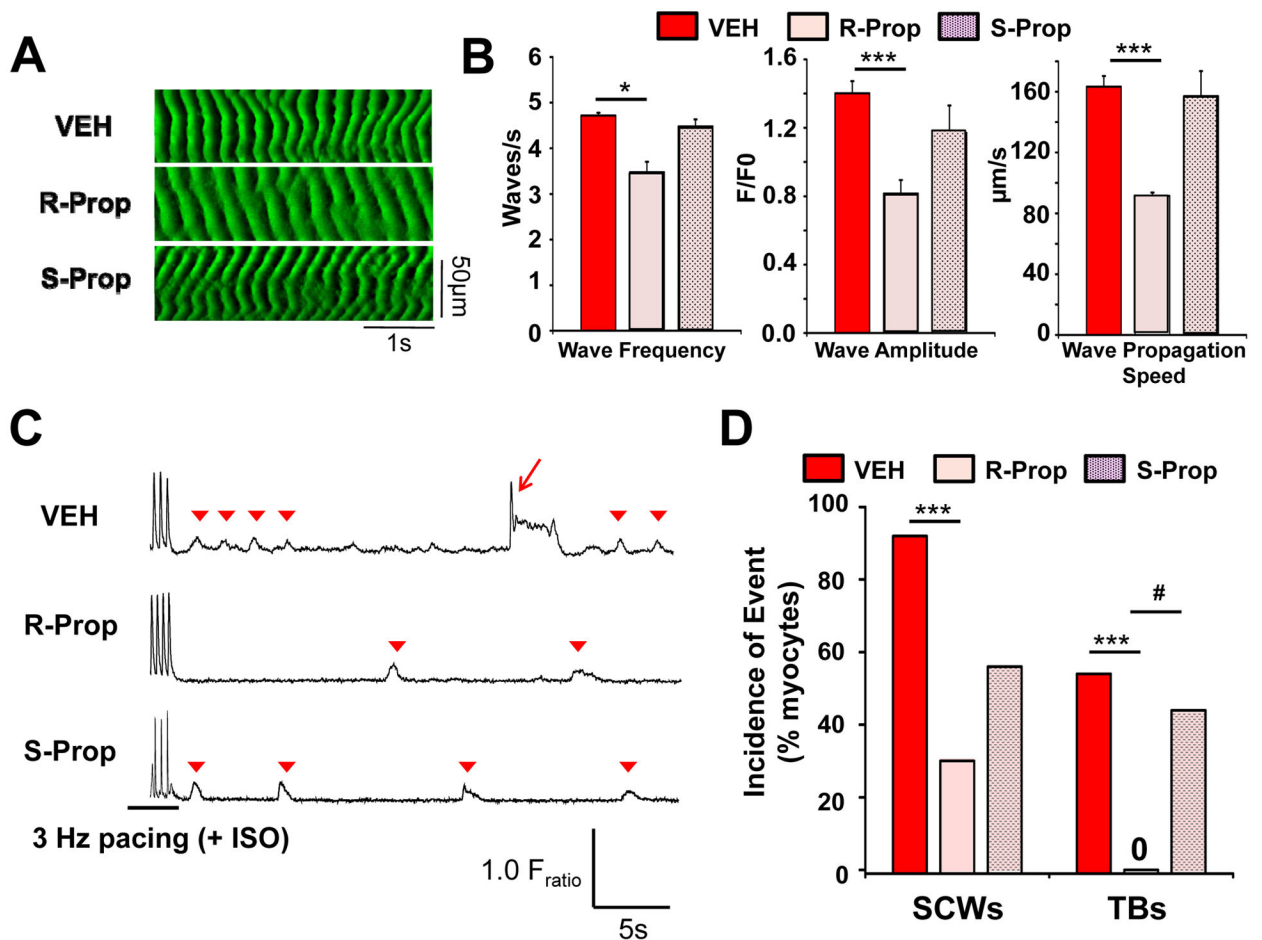 A
VEH
R-Prop
S-Prop
50μm
1s
B
VEH R-Prop S-Prop
6
5
4
3
2
1
0
Waves/s
*
Wave Frequency
1.6
1.2
0.8
0.4
0.0
F/F0
***
Wave Amplitude
160
120
80
40
0
μm/s
***
Wave Propagation
Speed
C
VEH
R-Prop
S-Prop
3 Hz pacing (+ ISO)
1.0 Fratio
5s
D
VEH R-Prop S-Prop
100
80
60
40
20
0
Incidence of Event
(% myocytes)
***
***
#
0
SCWs TBs